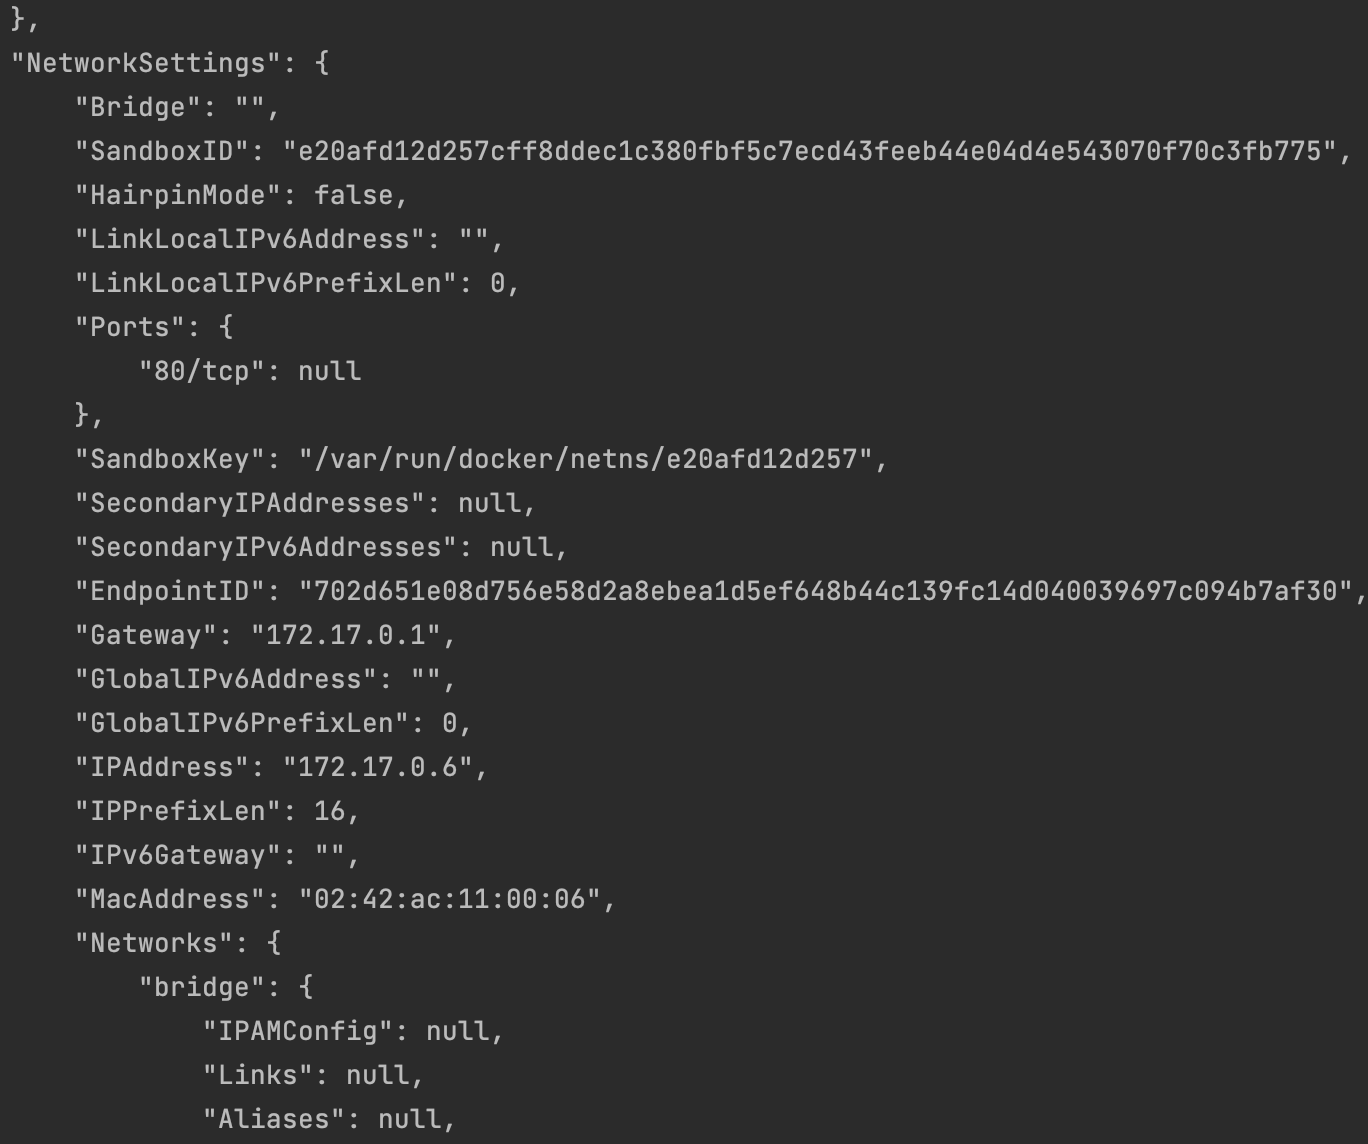 },
"NetworkSettings": {
    "Bridge": "",
    "SandboxID": "e20afd12d257cff8ddec1c380fbf5c7ecd43feeb44e04d4e543070f70c3fb775",
    "HairpinMode": false,
    "LinkLocalIPv6Address": "",
    "LinkLocalIPv6PrefixLen": 0,
    "Ports": {
        "80/tcp": null
    },
    "SandboxKey": "/var/run/docker/netns/e20afd12d257",
    "SecondaryIPAddresses": null,
    "SecondaryIPv6Addresses": null,
    "EndpointID": "702d651e08d756e58d2a8ebea1d5ef648b44c139fc14d040039697c094b7af30",
    "Gateway": "172.17.0.1",
    "GlobalIPv6Address": "",
    "GlobalIPv6PrefixLen": 0,
    "IPAddress": "172.17.0.6",
    "IPPrefixLen": 16,
    "IPv6Gateway": "",
    "MacAddress": "02:42:ac:11:00:06",
    "Networks": {
        "bridge": {
            "IPAMConfig": null,
            "Links": null,
            "Aliases": null,